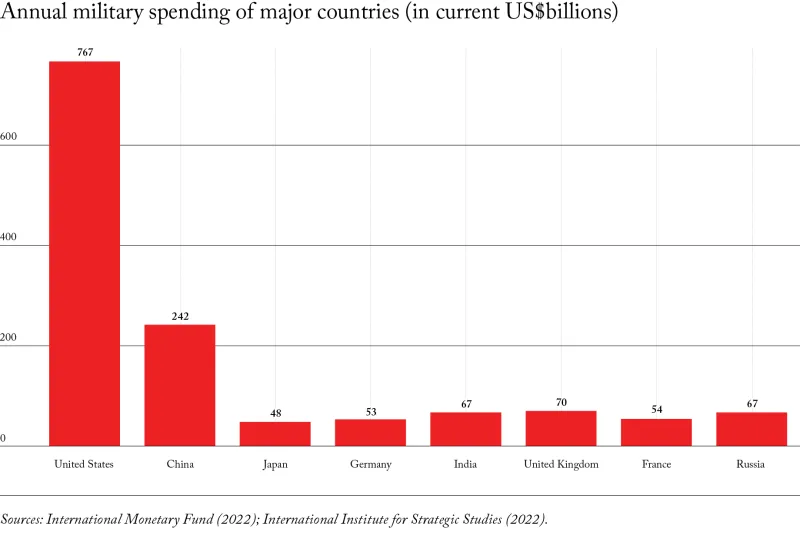 Annual military spending of major countries (in current US$billions)
767
600
400
242
200
48
53
67
70
54
67
0
United States
China
Japan
Germany
India
United Kingdom
France
Russia
Sources: International Monetary Fund (2022); International Institute for Strategic Studies (2022).